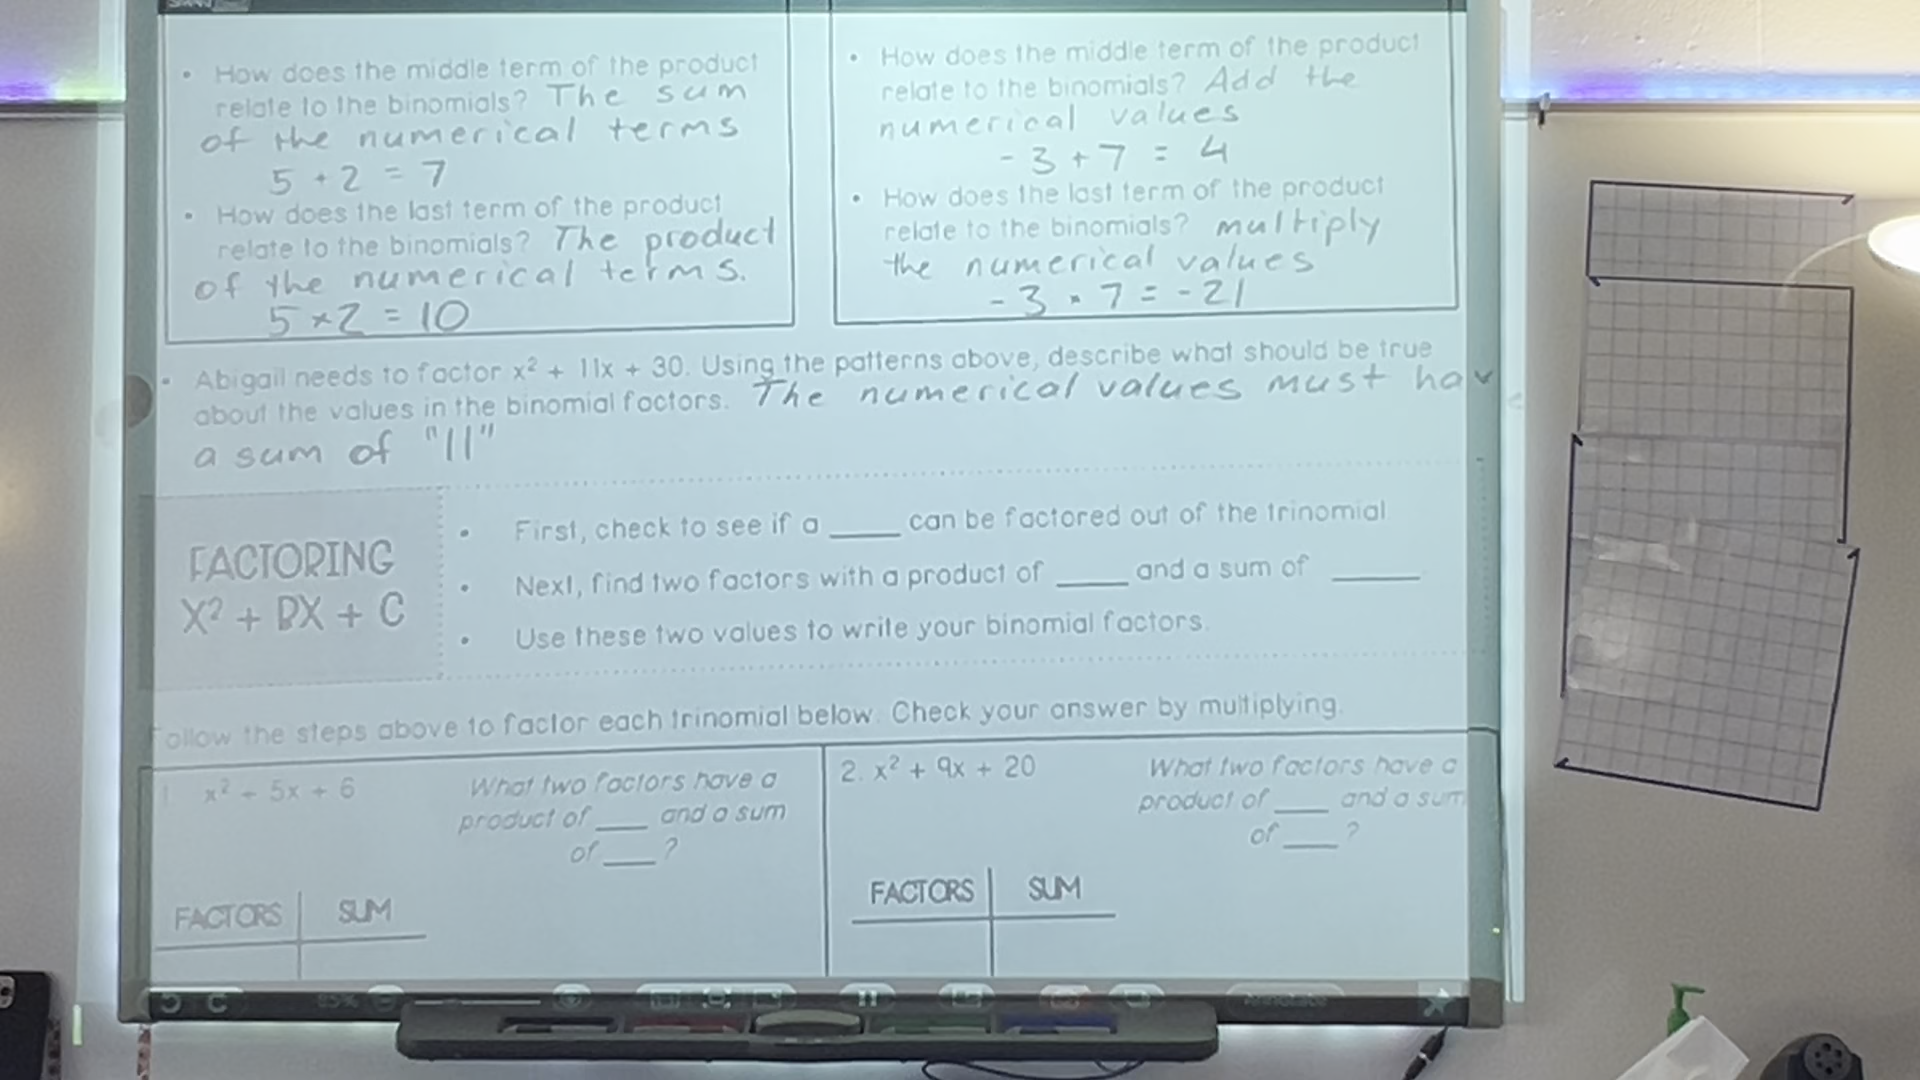 • How does the middle term of the product
relate to the binomials? The sum
of the numerical terms
5 + 2 = 7
• How does the last term of the product
relate to the binomials? The product
of the numerical terms.
5 × 2 = 10
• How does the middle term of the product
relate to the binomials? Add the
numerical values
- 3 + 7 = 4
• How does the last term of the product
relate to the binomials? multiply
the numerical values
- 3 • 7 = - 21
• Abigail needs to factor x² + 11x + 30. Using the patterns above, describe what should be true
about the values in the binomial factors. The numerical values must hav
a sum of "11"
FACTORING
X² + BX + C
• First, check to see if a ____ can be factored out of the trinomial
• Next, find two factors with a product of ____ and a sum of ____
• Use these two values to write your binomial factors.
Follow the steps above to factor each trinomial below. Check your answer by multiplying.
1. x² + 5x + 6
What two factors have a
product of ____ and a sum
of ____ ?
FACTORS SUM
2. x² + 9x + 20
What two factors have a
product of ____ and a sum
of ____ ?
FACTORS SUM
85%
Annotate